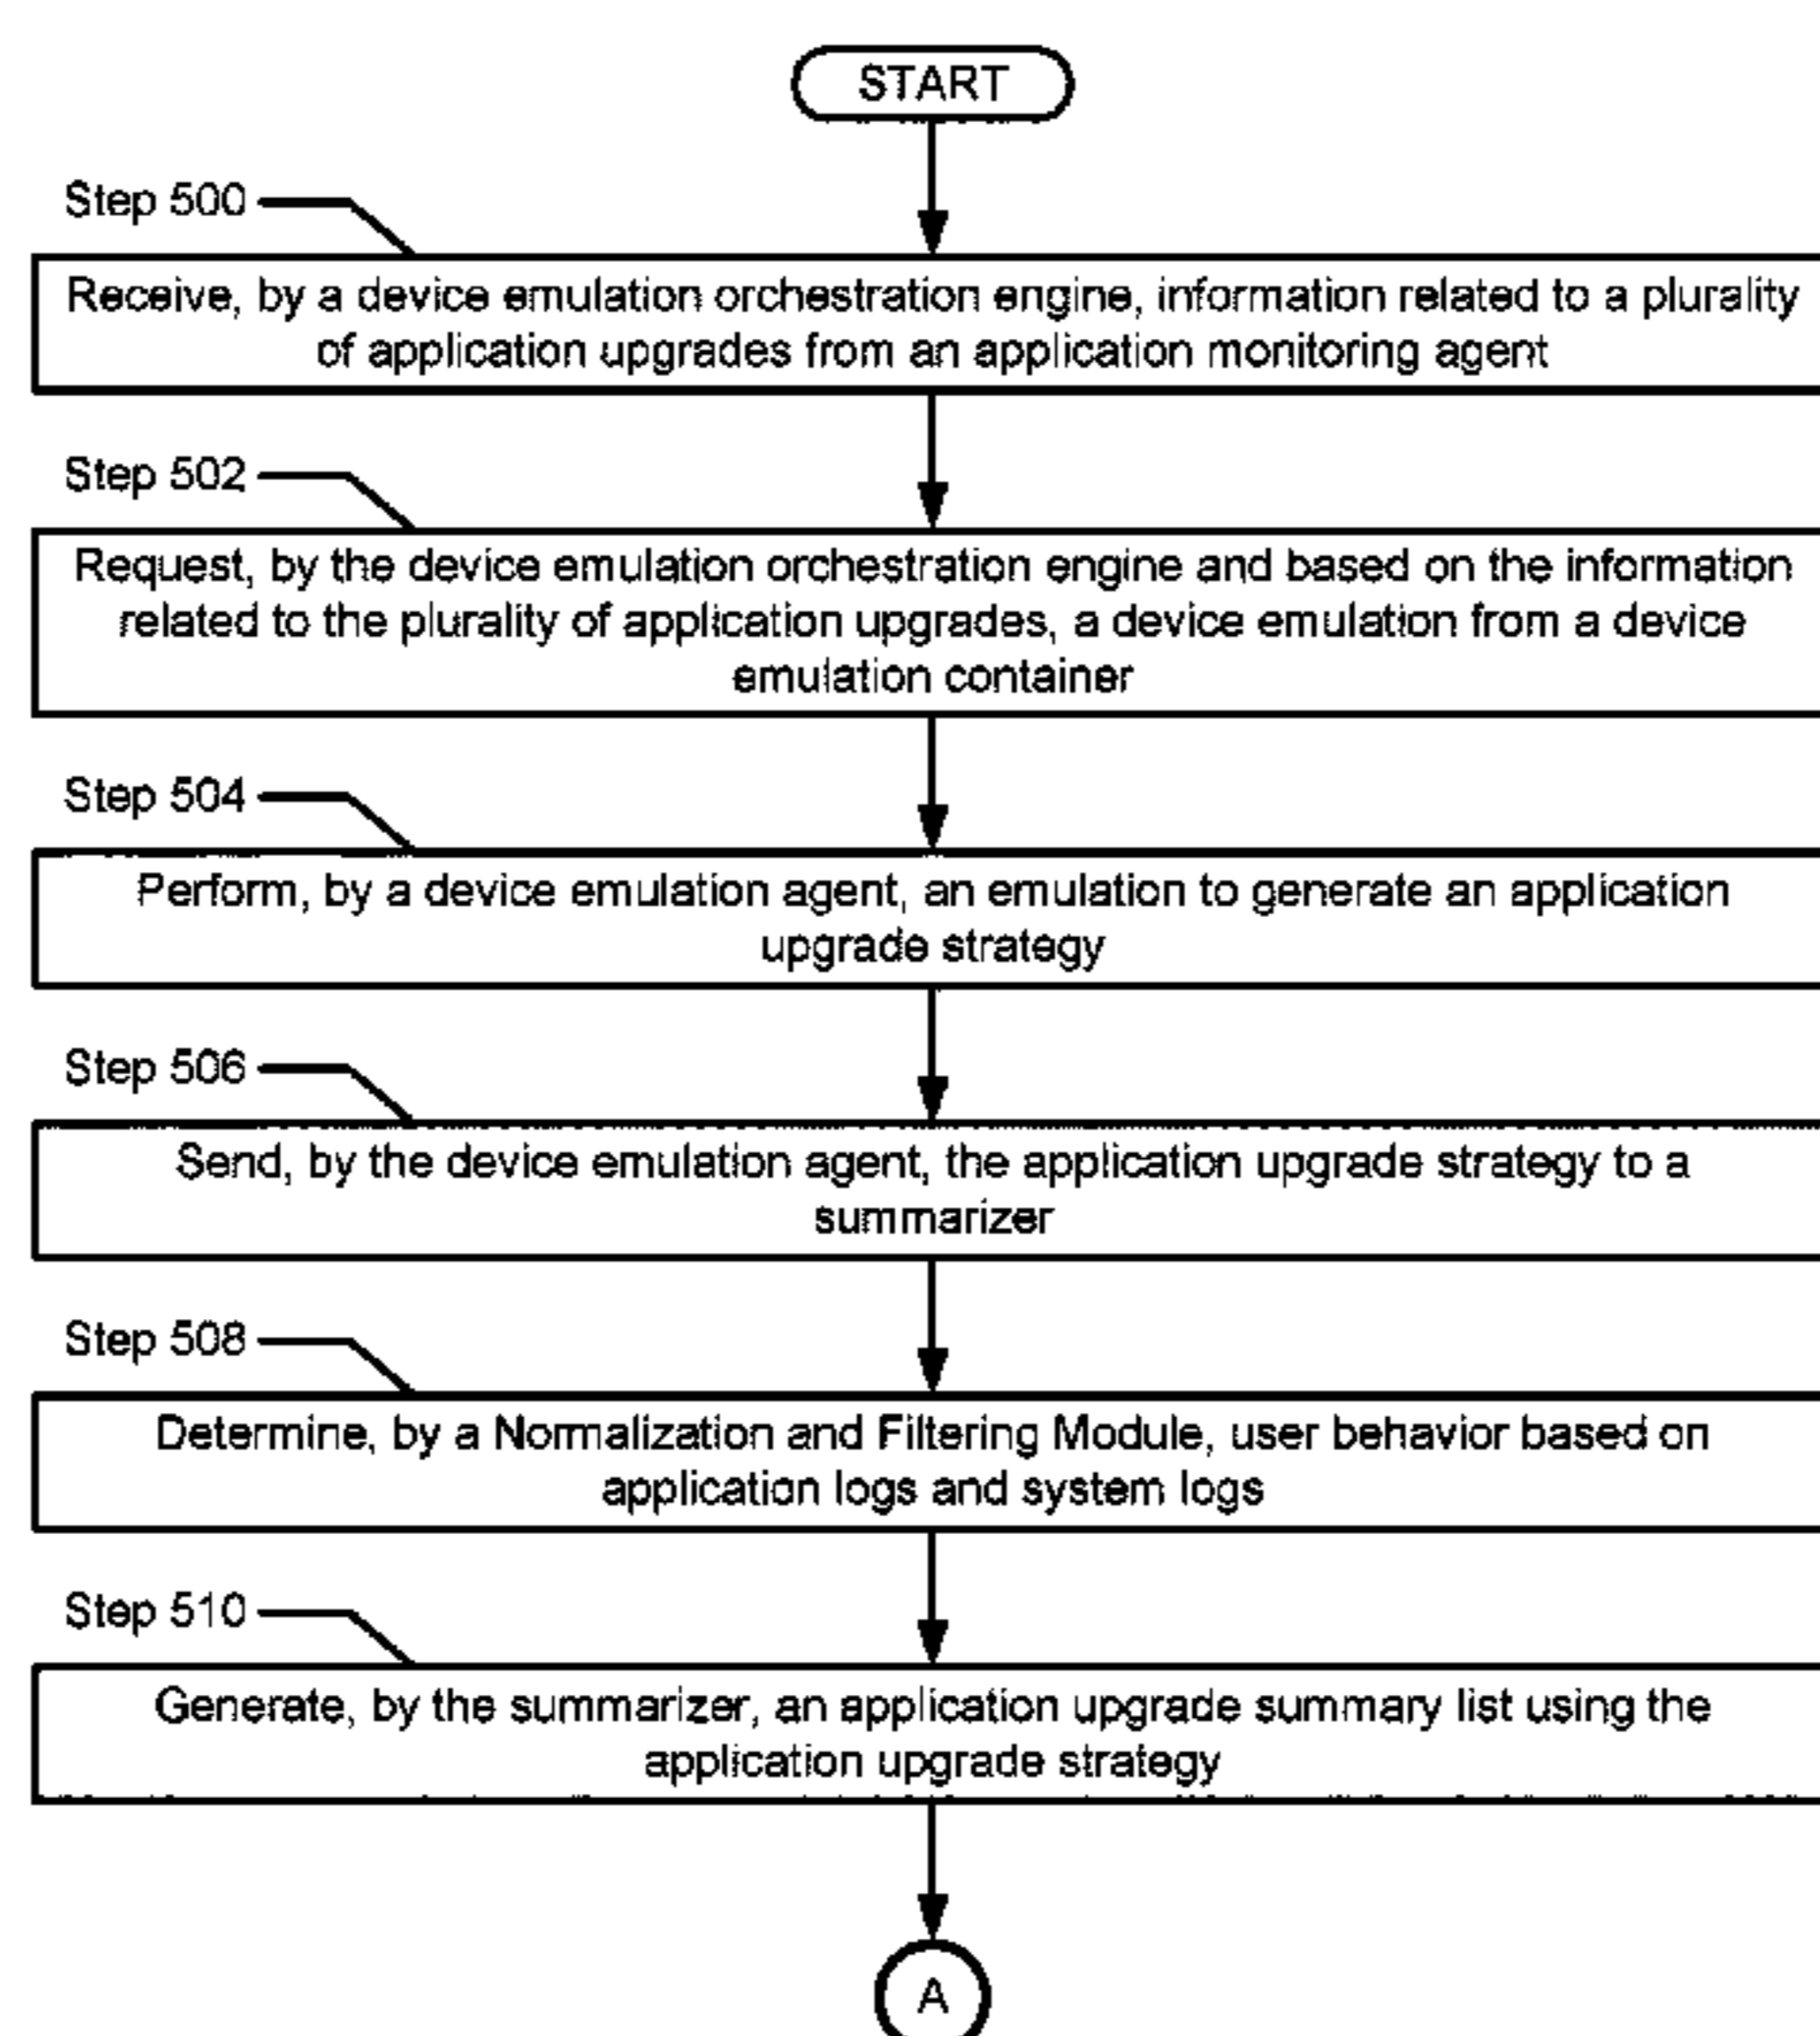 START
Step 500
Receive, by a device emulation orchestration engine, information related to a plurality
of application upgrades from an application monitoring agent
Step 502
Request, by the device emulation orchestration engine and based on the information
related to the plurality of application upgrades, a device emulation from a device
emulation container
Step 504
Perform, by a device emulation agent, an emulation to generate an application
upgrade strategy
Step 506
Send, by the device emulation agent, the application upgrade strategy to a
summarizer
Step 508
Determine, by a Normalization and Filtering Module, user behavior based on
application logs and system logs
Step 510
Generate, by the summarizer, an application upgrade summary list using the
application upgrade strategy
A